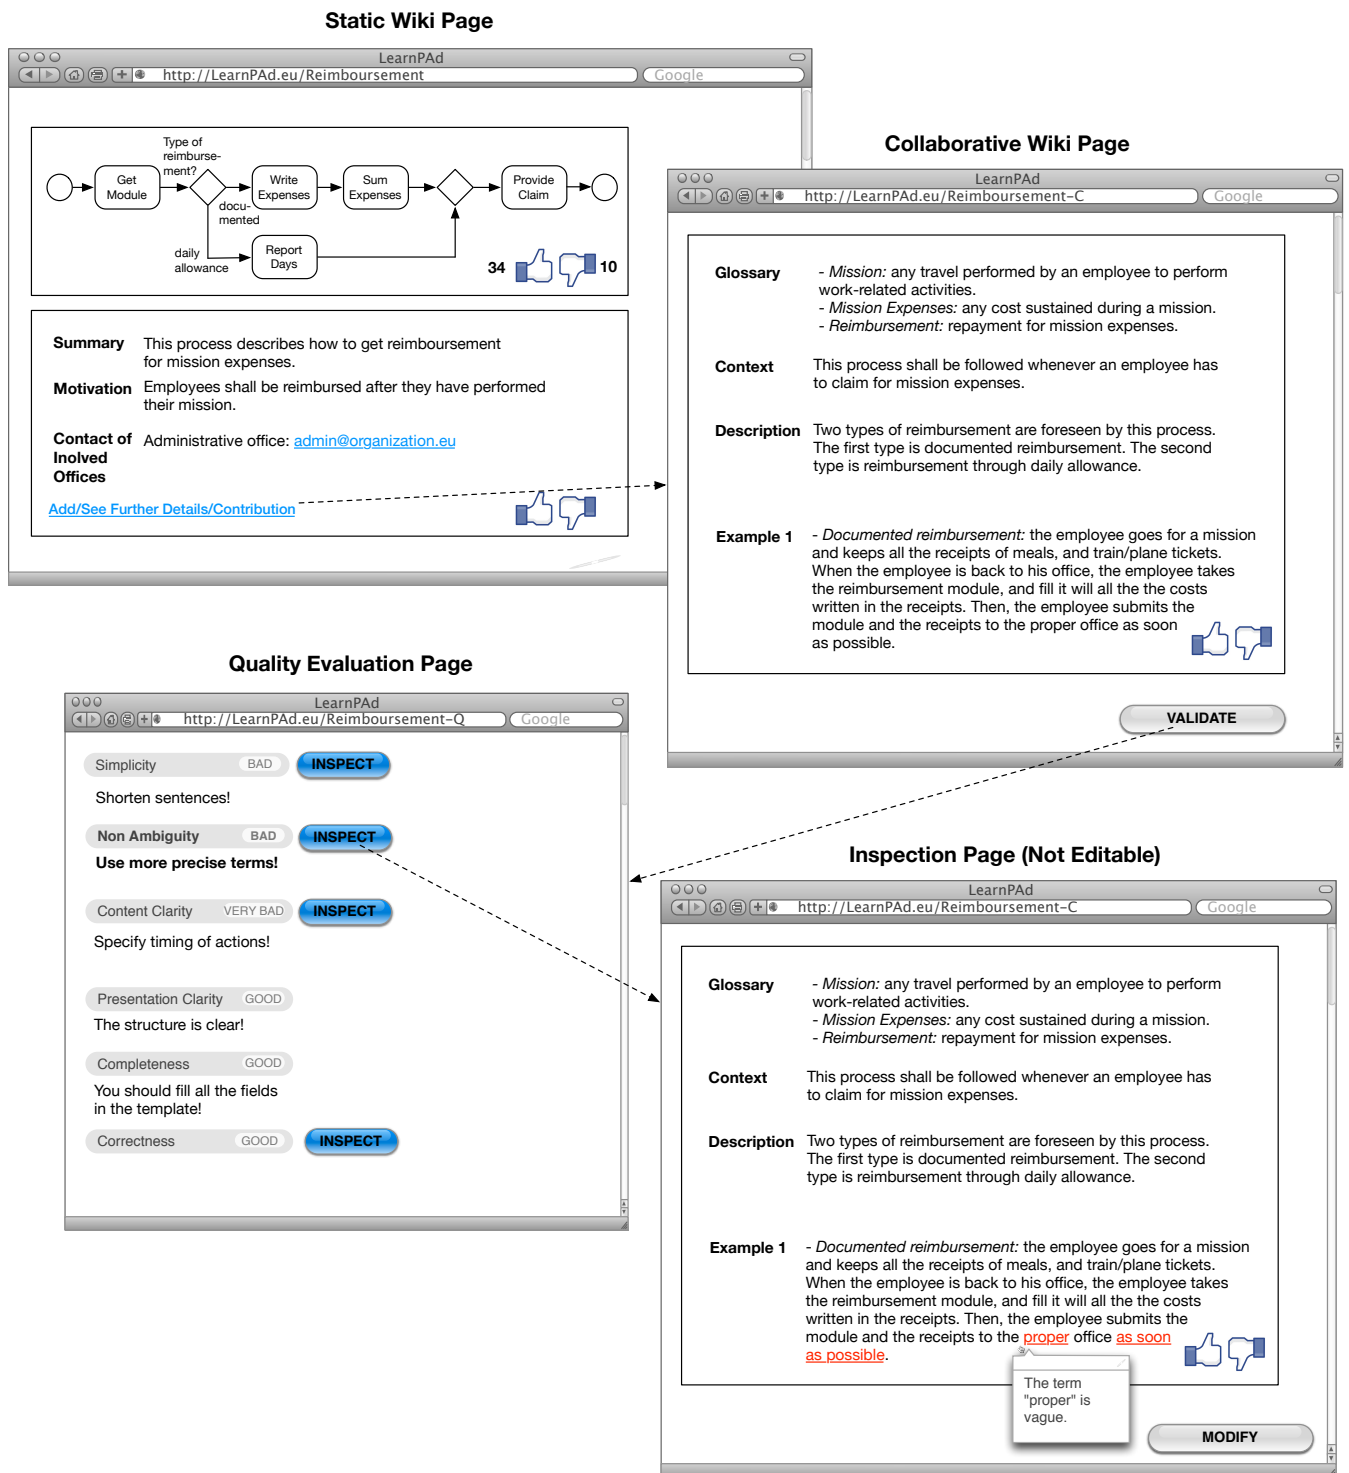 Static Wiki Page
LearnPAd
http://LearnPAd.eu/Reimboursement
Google
Type of
reimburse-
ment?
Get
Module
Write
Expenses
Sum
Expenses
Provide
Claim
docu-
mented
daily
allowance
Report
Days
34
10
Summary This process describes how to get reimboursement
for mission expenses.
Motivation Employees shall be reimbursed after they have performed
their mission.
Contact of Administrative office: admin@organization.eu
Inolved
Offices
Add/See Further Details/Contribution
Collaborative Wiki Page
LearnPAd
http://LearnPAd.eu/Reimboursement-C
Google
Glossary - Mission: any travel performed by an employee to perform
work-related activities.
- Mission Expenses: any cost sustained during a mission.
- Reimbursement: repayment for mission expenses.
Context This process shall be followed whenever an employee has
to claim for mission expenses.
Description Two types of reimbursement are foreseen by this process.
The first type is documented reimbursement. The second
type is reimbursement through daily allowance.
Example 1 - Documented reimbursement: the employee goes for a mission
and keeps all the receipts of meals, and train/plane tickets.
When the employee is back to his office, the employee takes
the reimbursement module, and fill it will all the the costs
written in the receipts. Then, the employee submits the
module and the receipts to the proper office as soon
as possible.
VALIDATE
Quality Evaluation Page
LearnPAd
http://LearnPAd.eu/Reimboursement-Q
Google
Simplicity BAD INSPECT
Shorten sentences!
Non Ambiguity BAD INSPECT
Use more precise terms!
Content Clarity VERY BAD INSPECT
Specify timing of actions!
Presentation Clarity GOOD
The structure is clear!
Completeness GOOD
You should fill all the fields
in the template!
Correctness GOOD INSPECT
Inspection Page (Not Editable)
LearnPAd
http://LearnPAd.eu/Reimboursement-C
Google
Glossary - Mission: any travel performed by an employee to perform
work-related activities.
- Mission Expenses: any cost sustained during a mission.
- Reimbursement: repayment for mission expenses.
Context This process shall be followed whenever an employee has
to claim for mission expenses.
Description Two types of reimbursement are foreseen by this process.
The first type is documented reimbursement. The second
type is reimbursement through daily allowance.
Example 1 - Documented reimbursement: the employee goes for a mission
and keeps all the receipts of meals, and train/plane tickets.
When the employee is back to his office, the employee takes
the reimbursement module, and fill it will all the the costs
written in the receipts. Then, the employee submits the
module and the receipts to the proper office as soon
as possible.
The term
"proper" is
vague.
MODIFY